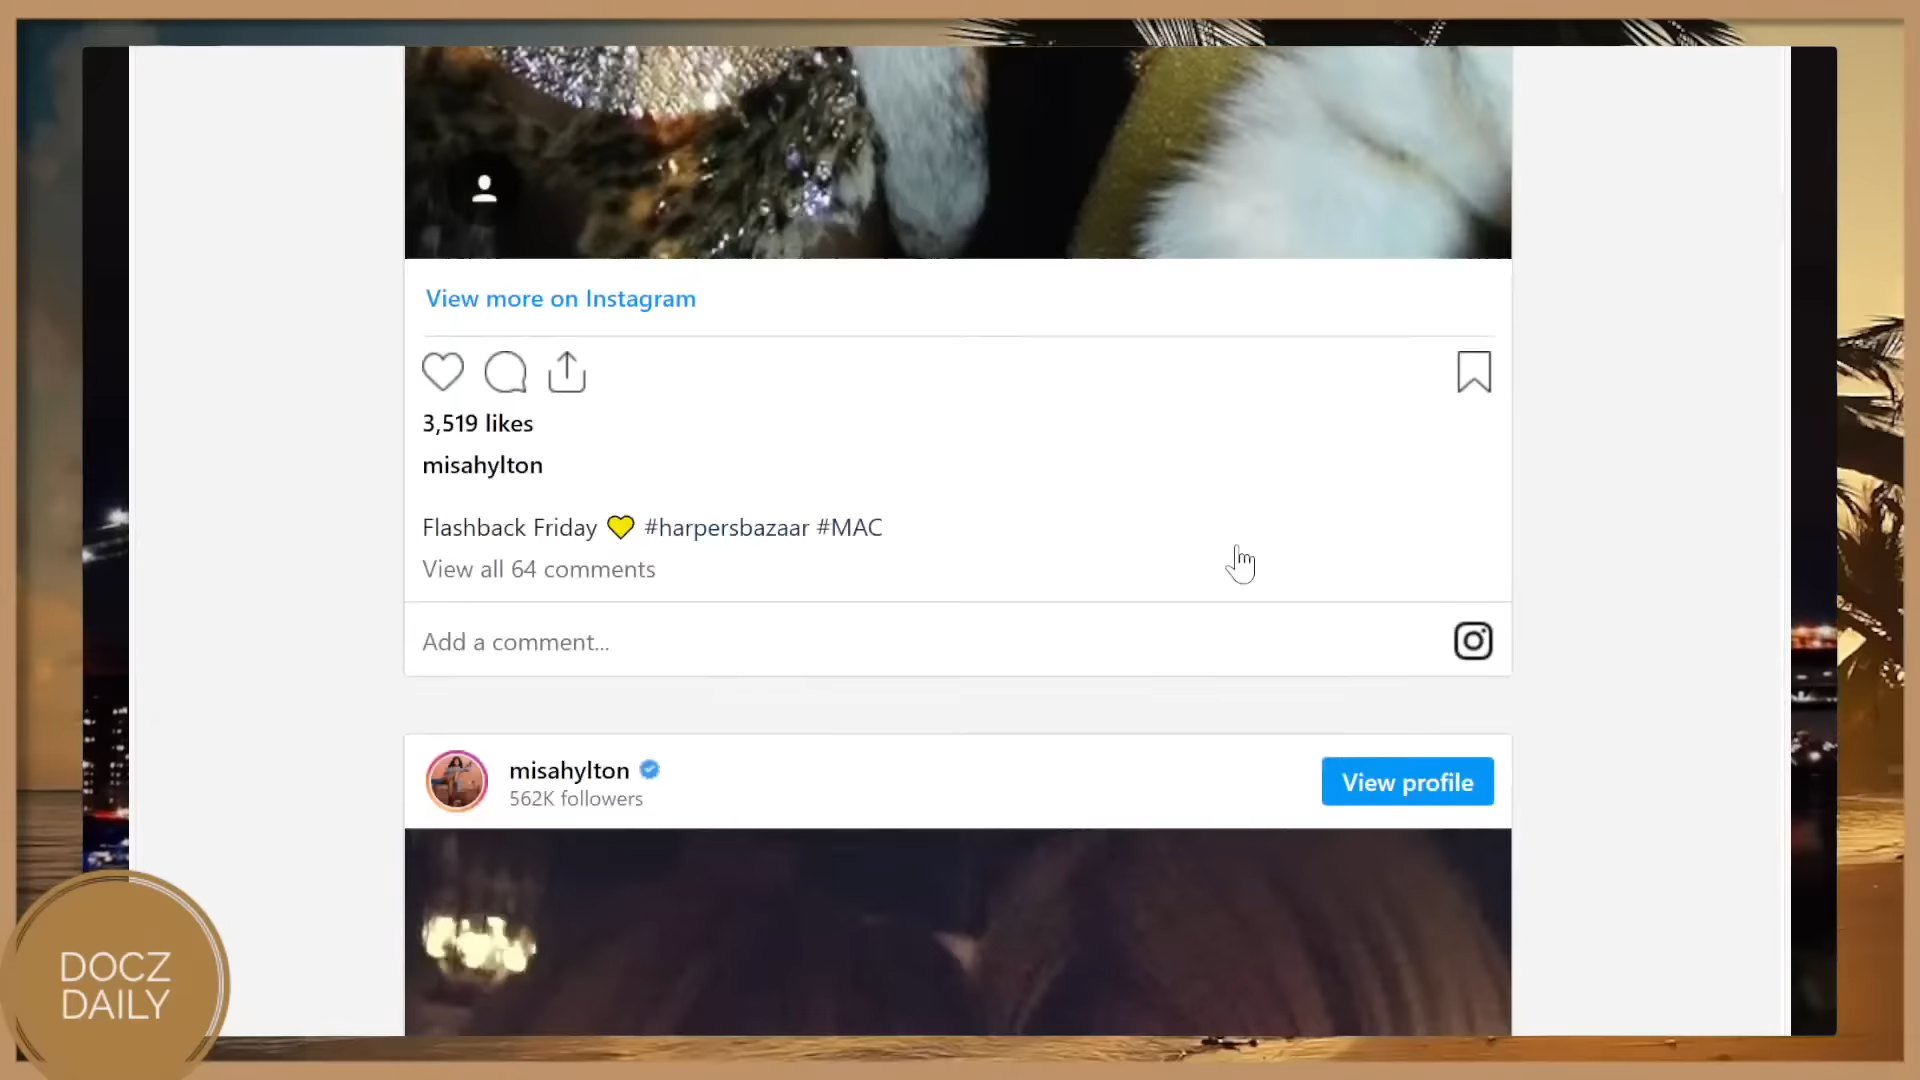 View more on Instagram
3,519 likes
misahylton
Flashback Friday 💛 #harpersbazaar #MAC
View all 64 comments
Add a comment...
misahylton
562K followers
View profile
DOCZ
DAILY